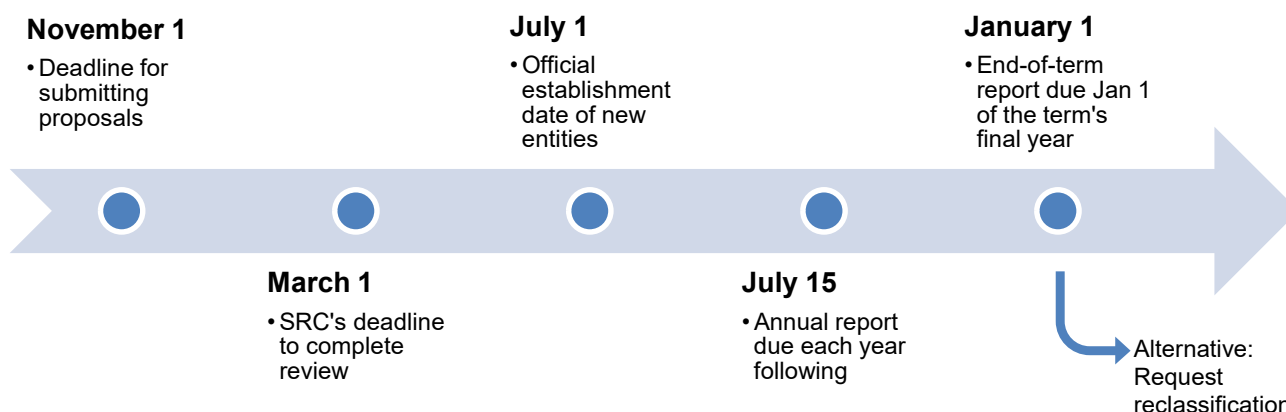 November 1
• Deadline for
submitting
proposals
March 1
• SRC's deadline
to complete
review
July 1
• Official
establishment
date of new
entities
July 15
• Annual report
due each year
following
January 1
• End-of-term
report due Jan 1
of the term's
final year
Alternative:
Request
reclassification